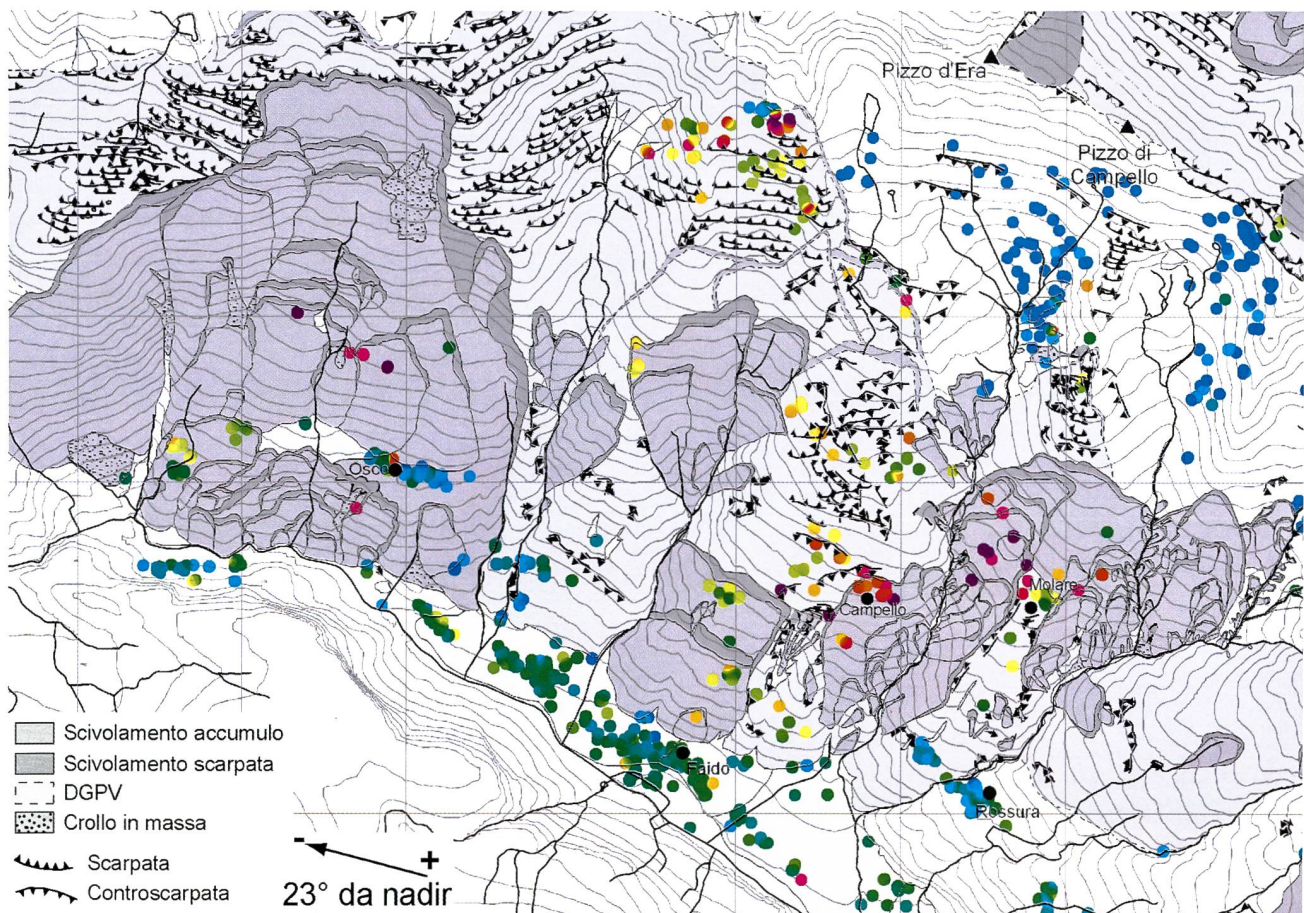 Pizzo d'Era
Pizzo di
Campello
Osco
Molare
Campello
Faido
Rossura
Scivolamento accumulo
Scivolamento scarpata
DGPV
Crollo in massa
Scarpata
Controscarpata
- +
23° da nadir